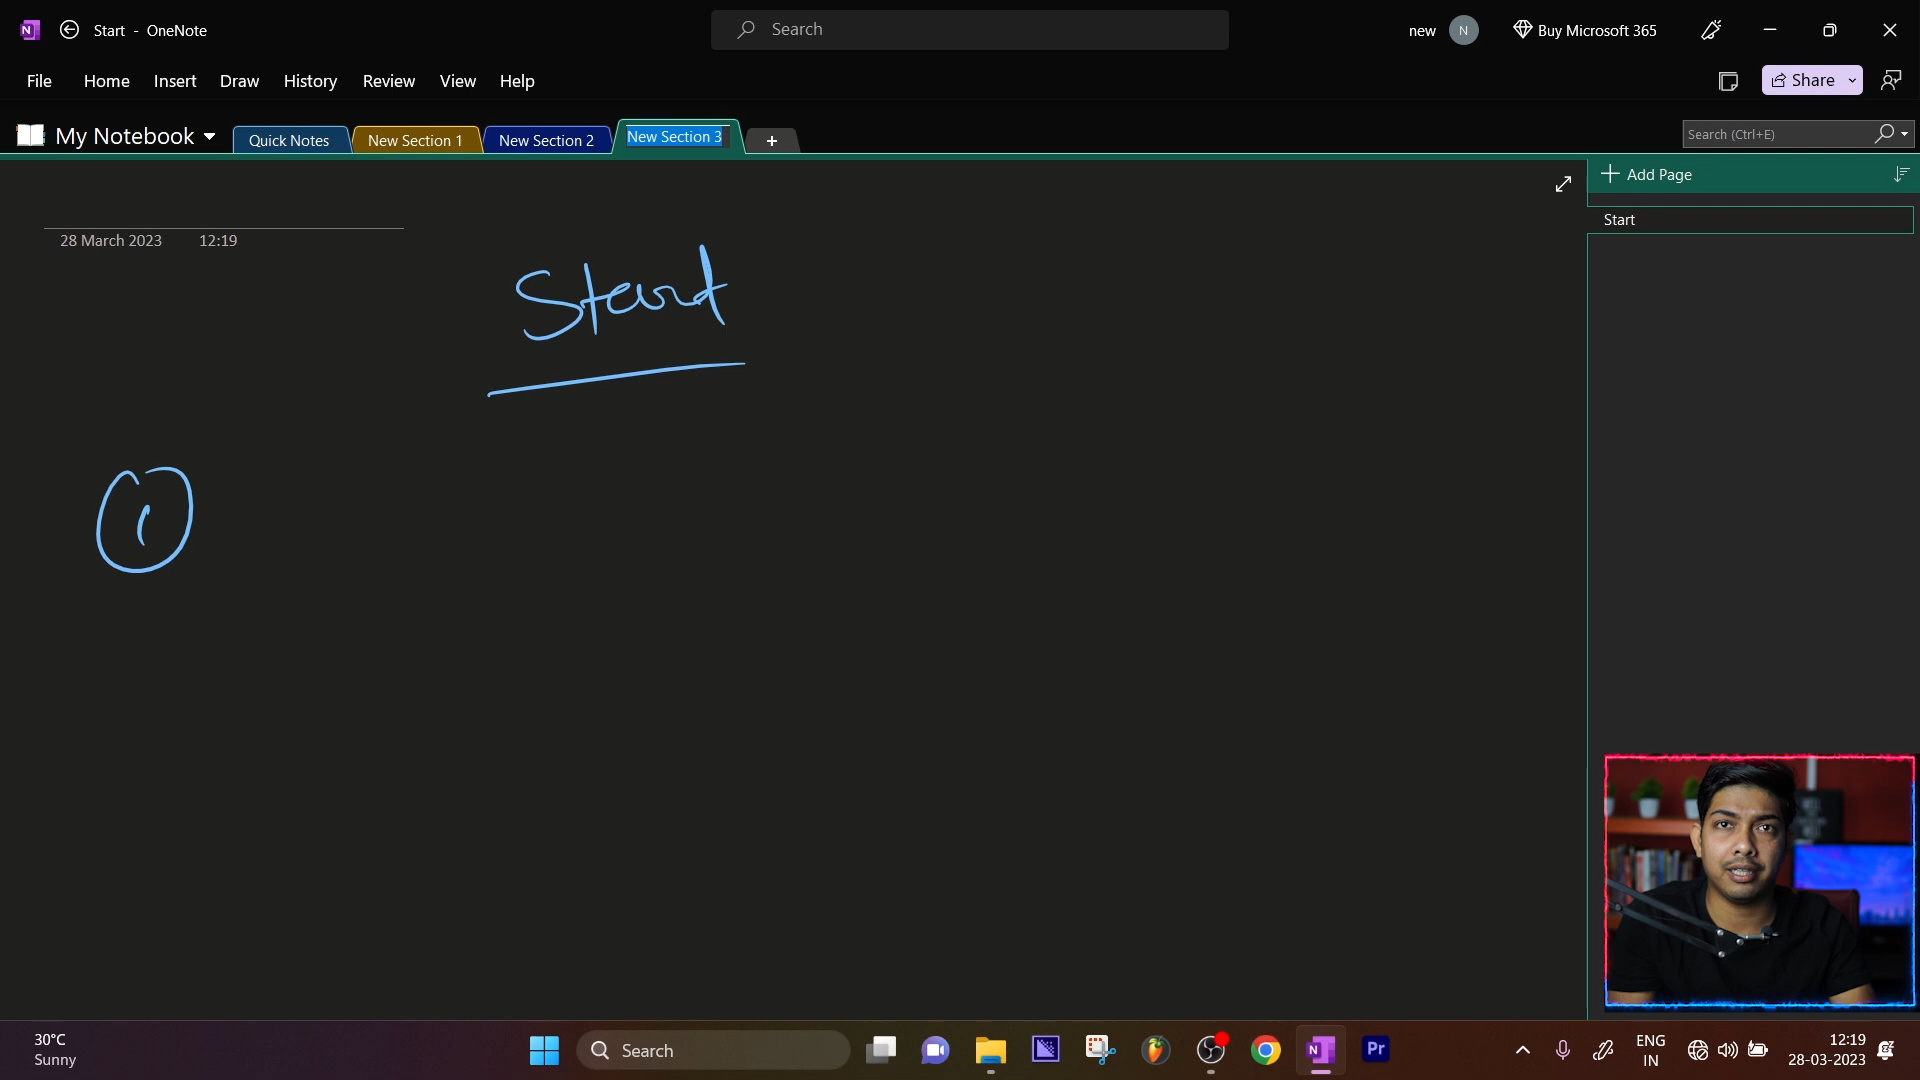 Start - OneNote
Search
new
N
Buy Microsoft 365
File Home Insert Draw History Review View Help
Share
My Notebook
Quick Notes
New Section 1
New Section 2
New Section 3
+
Search (Ctrl+E)
Add Page
Start
28 March 2023 12:19
Start
1
30°C
Sunny
Search
N
Pr
ENG
IN
12:19
28-03-2023